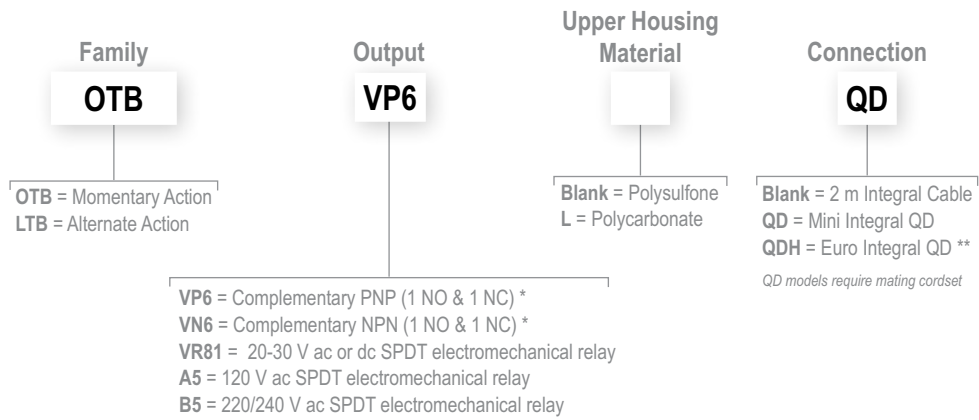 Family
OTB
OTB = Momentary Action
LTB = Alternate Action
Output
VP6
VP6 = Complementary PNP (1 NO & 1 NC) *
VN6 = Complementary NPN (1 NO & 1 NC) *
VR81 = 20-30 V ac or dc SPDT electromechanical relay
A5 = 120 V ac SPDT electromechanical relay
B5 = 220/240 V ac SPDT electromechanical relay
Upper Housing
Material
Blank = Polysulfone
L = Polycarbonate
Connection
QD
Blank = 2 m Integral Cable
QD = Mini Integral QD
QDH = Euro Integral QD **
QD models require mating cordset